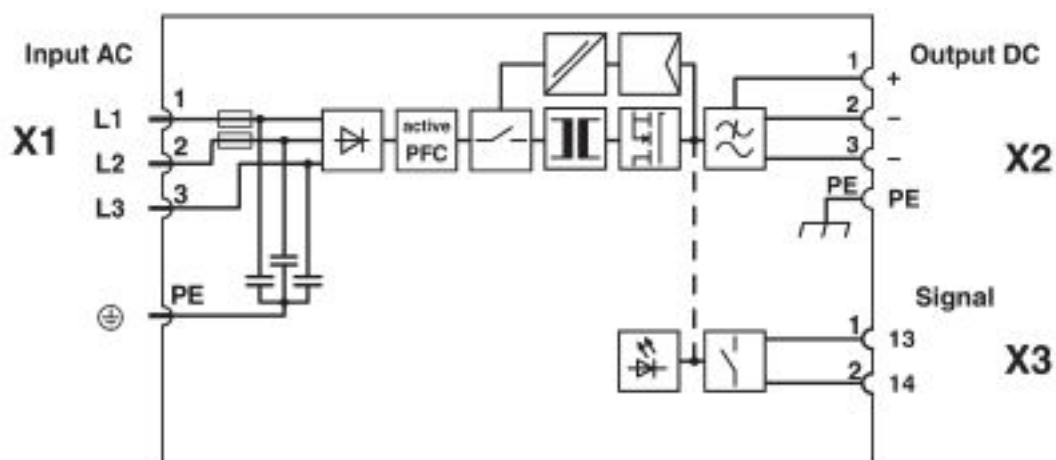 Input AC
Output DC
X1
L1
1
L2
2
L3
3
PE
active
PFC
1
+
2
−
3
−
X2
PE
PE
Signal
1
13
2
14
X3